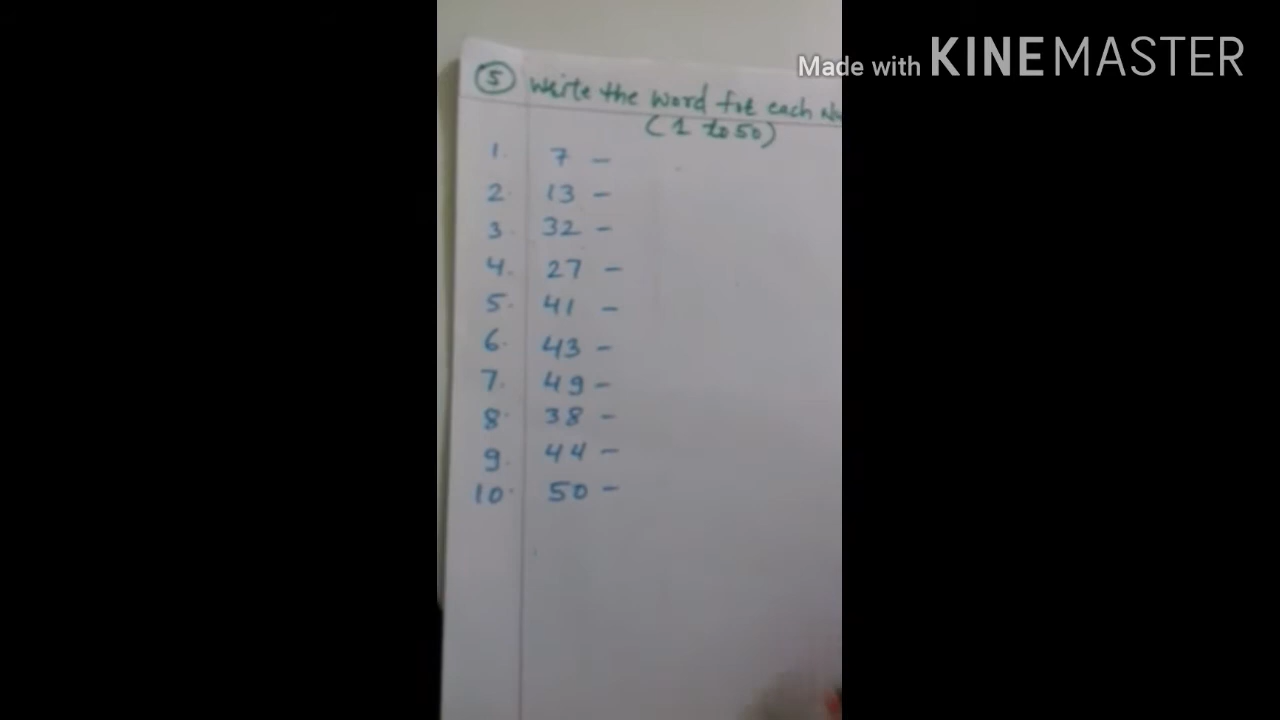 Made with KINEMASTER
5 Write the word for each Nu
(1 to 50)
1. 7 -
2. 13 -
3. 32 -
4. 27 -
5. 41 -
6. 43 -
7. 49 -
8. 38 -
9. 44 -
10. 50 -